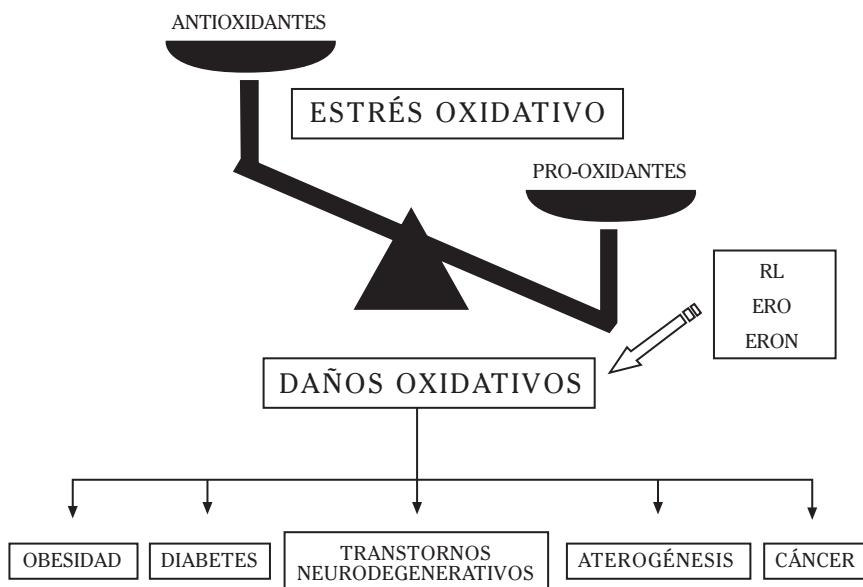 ANTIOXIDANTES
ESTRÉS OXIDATIVO
PRO-OXIDANTES
RL
ERO
ERON
DAÑOS OXIDATIVOS
OBESIDAD
DIABETES
TRANSTORNOS
NEURODEGENERATIVOS
ATEROGÉNESIS
CÁNCER